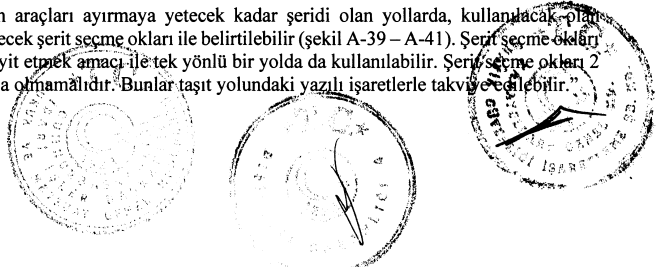 n araçları ayırmaya yetecek kadar şeridi olan yollarda, kullanılacak olan
ecek şerit seçme okları ile belirtilebilir (şekil A-39 – A-41). Şerit seçme okları
yit etmek amacı ile tek yönlü bir yolda da kullanılabilir. Şerit seçme okları 2
a olmamalıdır. Bunlar taşıt yolundaki yazılı işaretlerle takviye edilebilir.